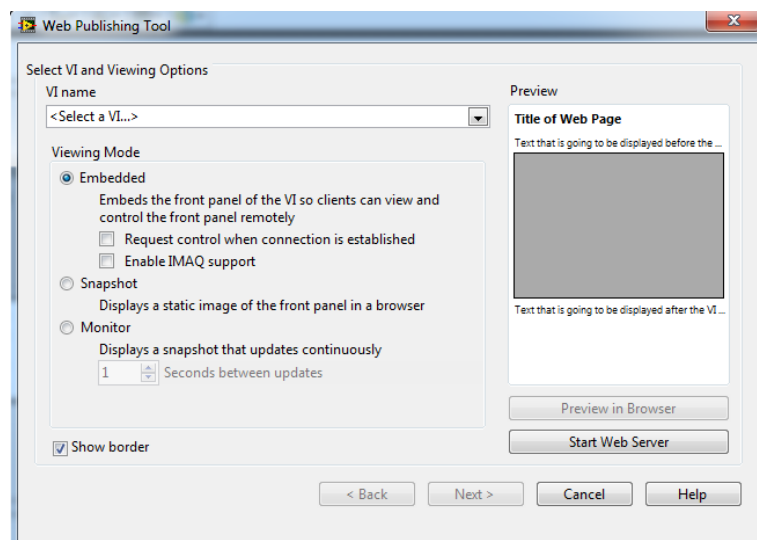 Web Publishing Tool
Select VI and Viewing Options
VI name
<Select a VI...>
Viewing Mode
Embedded
Embeds the front panel of the VI so clients can view and
control the front panel remotely
Request control when connection is established
Enable IMAQ support
Snapshot
Displays a static image of the front panel in a browser
Monitor
Displays a snapshot that updates continuously
1 Seconds between updates
Show border
Preview
Title of Web Page
Text that is going to be displayed before the ...
Text that is going to be displayed after the VI ...
Preview in Browser
Start Web Server
< Back Next > Cancel Help